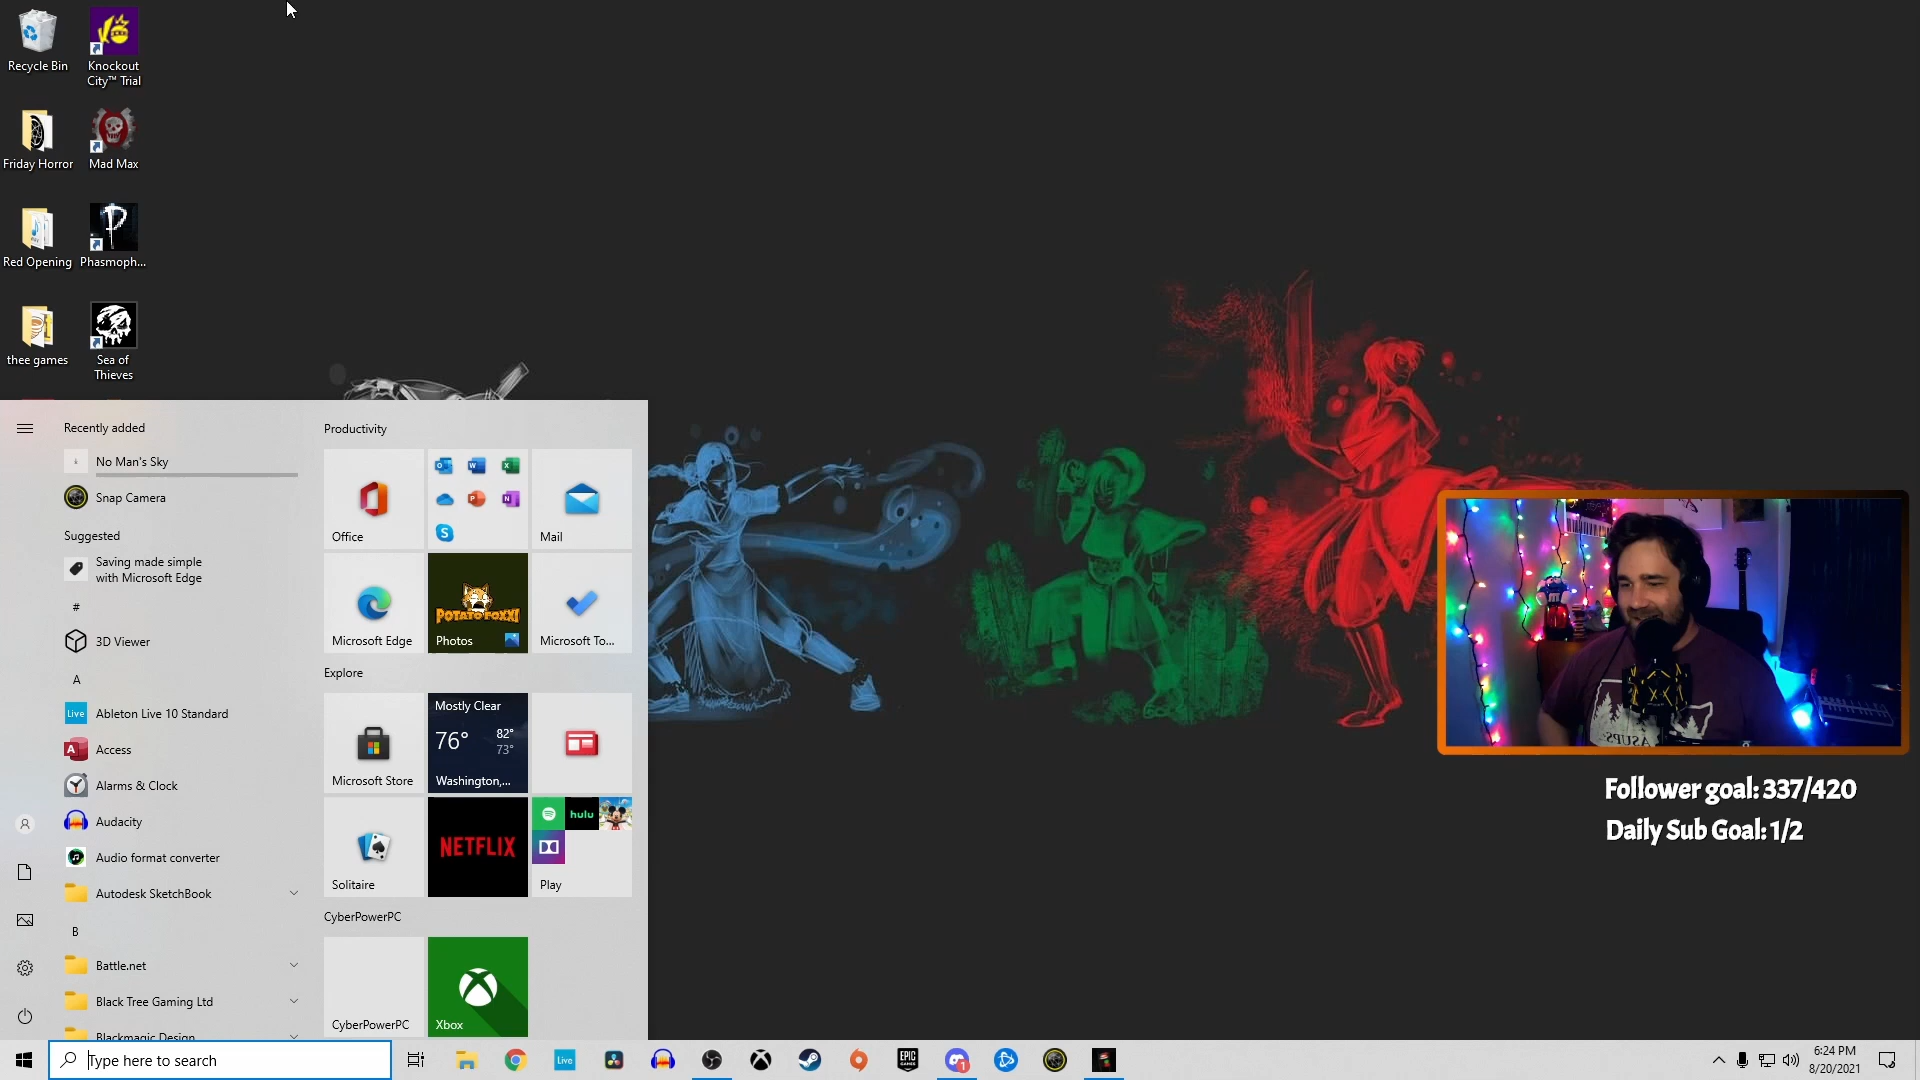 Recycle Bin
Knockout
City™ Trial
Friday Horror
Mad Max
Red Opening
Phasmoph...
thee games
Sea of
Thieves
Recently added
No Man's Sky
Snap Camera
Suggested
Saving made simple
with Microsoft Edge
#
3D Viewer
A
Live
Ableton Live 10 Standard
Access
Alarms & Clock
Audacity
Audio format converter
Autodesk SketchBook
B
Battle.net
Black Tree Gaming Ltd
Blackmagic Design
Productivity
Office
Mail
Microsoft Edge
POTATOFOXXI
Photos
Microsoft To...
Explore
Microsoft Store
Mostly Clear
76°
82°
73°
Washington,...
Solitaire
NETFLIX
hulu
Play
CyberPowerPC
CyberPowerPC
Xbox
Follower goal: 337/420
Daily Sub Goal: 1/2
Type here to search
Live
EPIC
GAMES
1
6:24 PM
8/20/2021